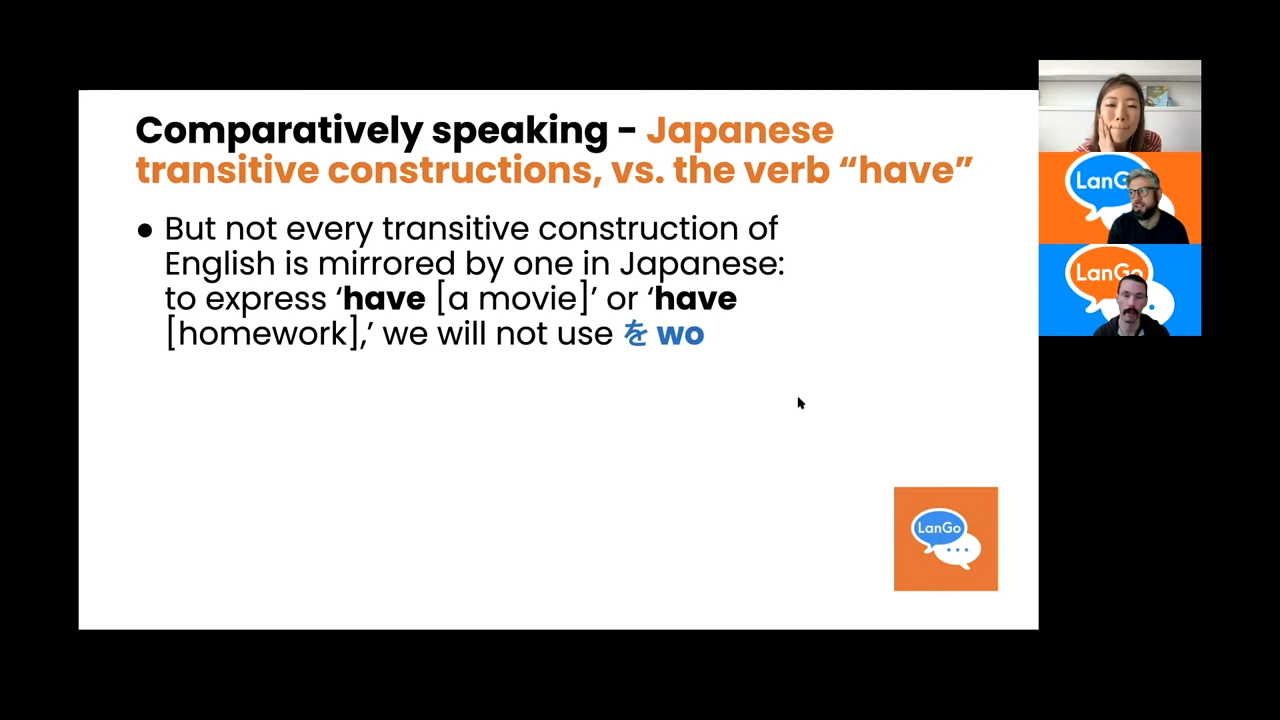 Comparatively speaking - Japanese
transitive constructions, vs. the verb “have”
● But not every transitive construction of
English is mirrored by one in Japanese:
to express ‘have [a movie]’ or ‘have
[homework],’ we will not use を wo
LanGo
LanG
LanGo